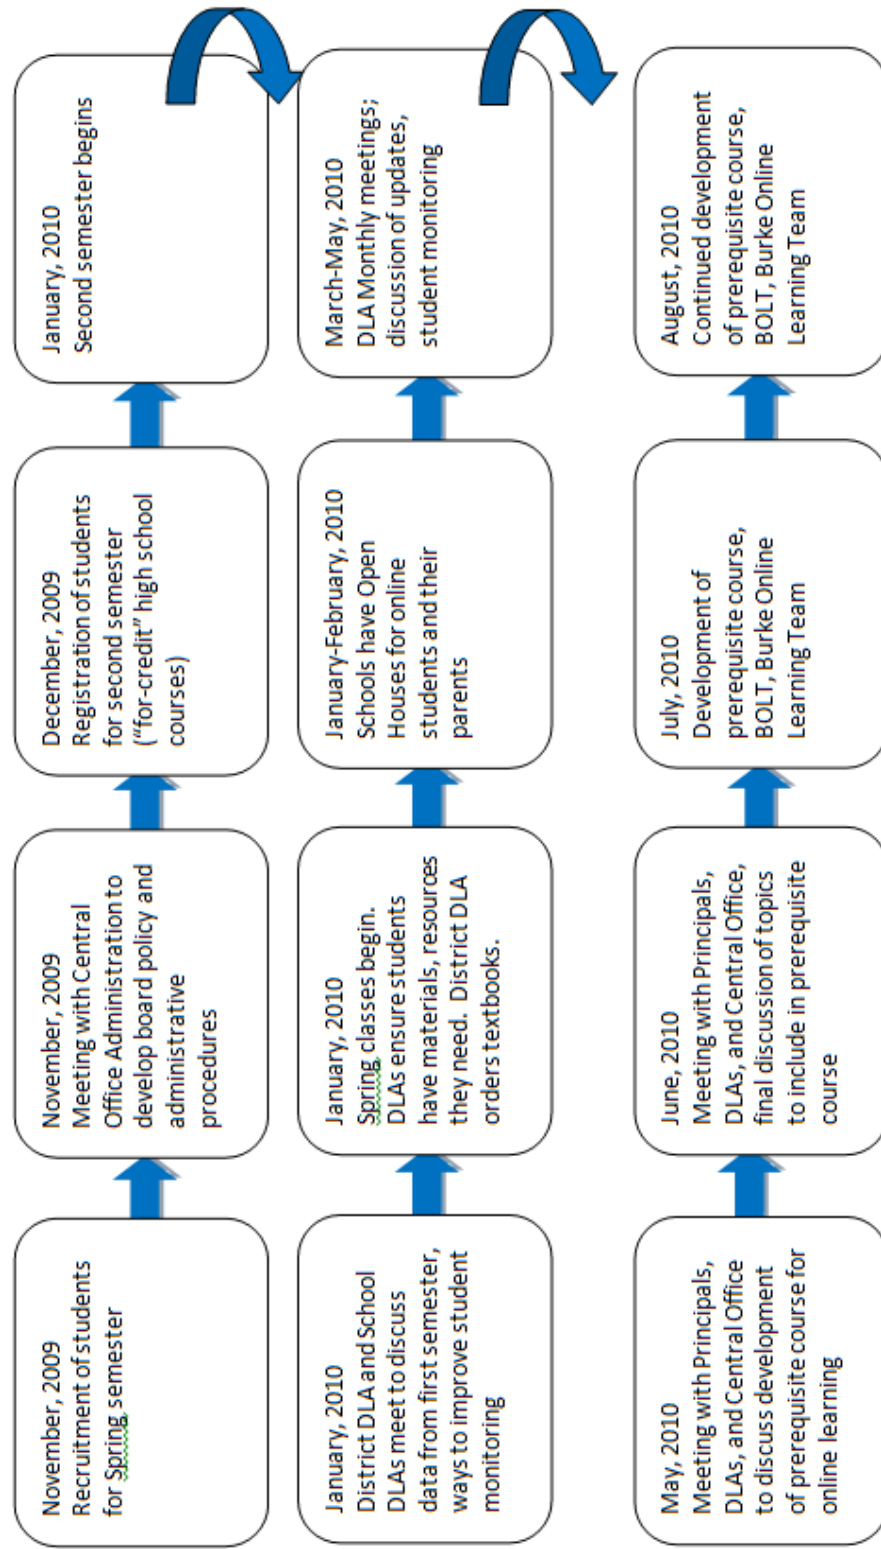 November, 2009
Recruitment of students
for Spring semester
November, 2009
Meeting with Central
Office Administration to
develop board policy and
administrative
procedures
December, 2009
Registration of students
for second semester
(“for-credit” high school
courses)
January, 2010
Second semester begins
January, 2010
District DLA and School
DLAs meet to discuss
data from first semester,
ways to improve student
monitoring
January, 2010
Spring classes begin.
DLAs ensure students
have materials, resources
they need. District DLA
orders textbooks.
January-February, 2010
Schools have Open
Houses for online
students and their
parents
March-May, 2010
DLA Monthly meetings;
discussion of updates,
student monitoring
May, 2010
Meeting with Principals,
DLAs, and Central Office
to discuss development
of prerequisite course for
online learning
June, 2010
Meeting with Principals,
DLAs, and Central Office,
final discussion of topics
to include in prerequisite
course
July, 2010
Development of
prerequisite course,
BOLT, Burke Online
Learning Team
August, 2010
Continued development
of prerequisite course,
BOLT, Burke Online
Learning Team